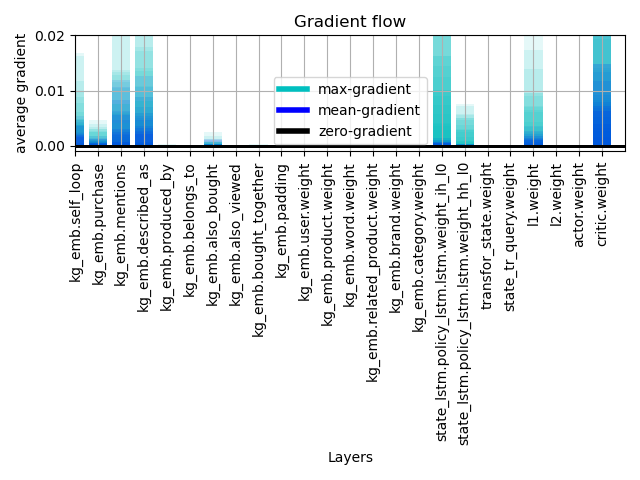 Gradient flow
average gradient
0.02
0.01
0.00
max-gradient
mean-gradient
zero-gradient
kg_emb.self_loop
kg_emb.purchase
kg_emb.mentions
kg_emb.described_as
kg_emb.produced_by
kg_emb.belongs_to
kg_emb.also_bought
kg_emb.also_viewed
kg_emb.bought_together
kg_emb.padding
kg_emb.user.weight
kg_emb.product.weight
kg_emb.word.weight
kg_emb.related_product.weight
kg_emb.brand.weight
kg_emb.category.weight
state_lstm.policy_lstm.lstm.weight_ih_l0
state_lstm.policy_lstm.lstm.weight_hh_l0
transfor_state.weight
state_tr_query.weight
l1.weight
l2.weight
actor.weight
critic.weight
Layers